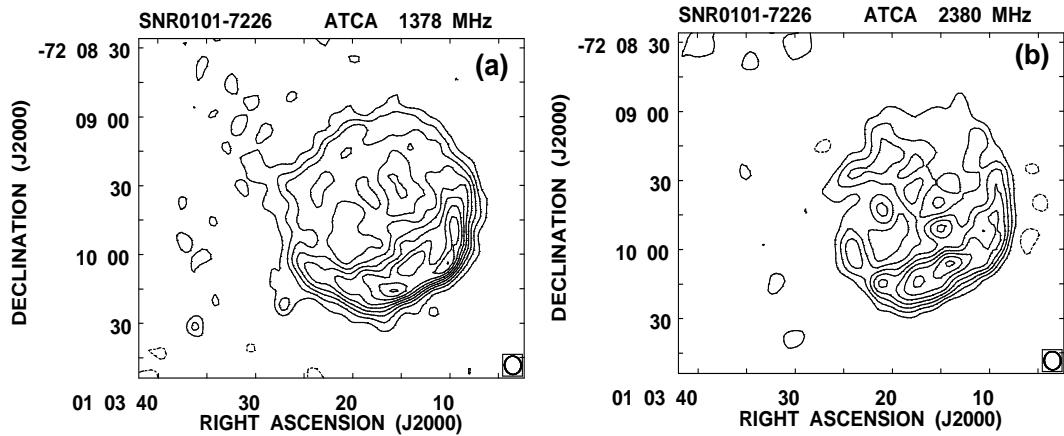 SNR0101-7226 ATCA 1378 MHz
(a)
-72 08 30
09 00
30
10 00
30
DECLINATION (J2000)
01 03 40 30 20 10
RIGHT ASCENSION (J2000)
SNR0101-7226 ATCA 2380 MHz
(b)
-72 08 30
09 00
30
10 00
30
DECLINATION (J2000)
01 03 40 30 20 10
RIGHT ASCENSION (J2000)